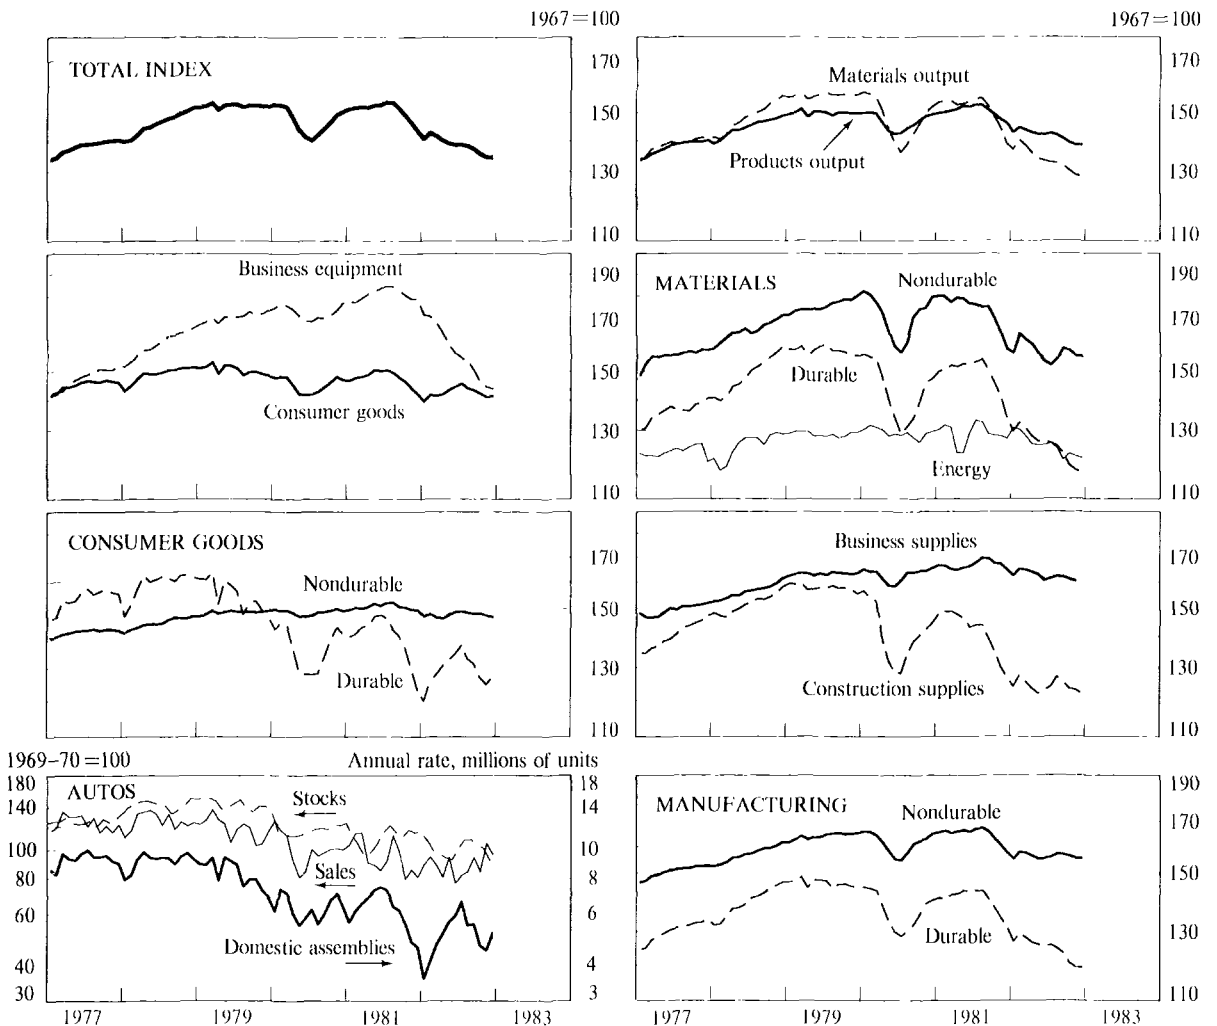 1967=100
1967=100
TOTAL INDEX
170
150
130
110
Materials output
Products output
170
150
130
110
Business equipment
Consumer goods
190
170
150
130
110
MATERIALS
Nondurable
Durable
Energy
190
170
150
130
110
CONSUMER GOODS
Nondurable
Durable
170
150
130
110
Business supplies
Construction supplies
170
150
130
110
1969–70=100
Annual rate, millions of units
180
140
100
80
60
40
30
AUTOS
Stocks
Sales
Domestic assemblies
18
14
10
8
6
4
3
MANUFACTURING
Nondurable
Durable
190
170
150
130
110
1977
1979
1981
1983
1977
1979
1981
1983